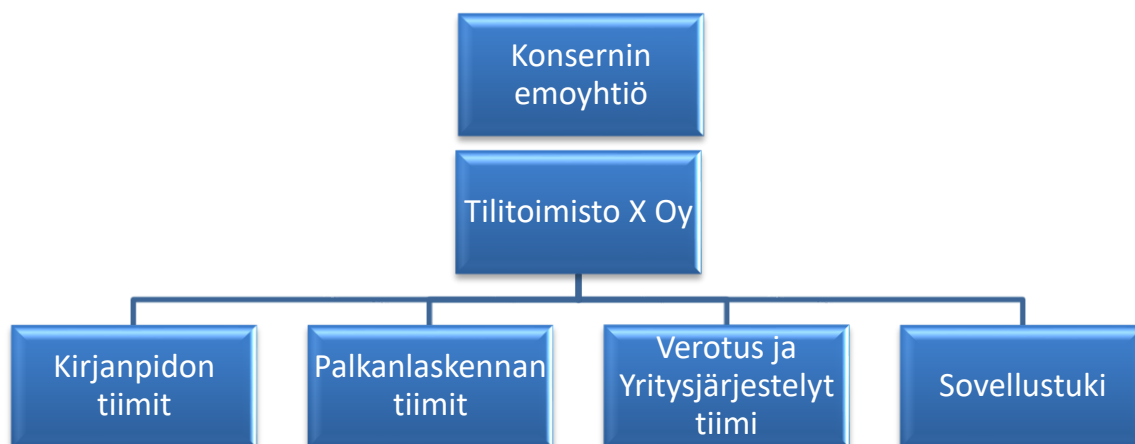 Konsernin
emoyhtiö
Tilitoimisto X Oy
Kirjanpidon
tiimit
Palkanlaskennan
tiimit
Verotus ja
Yritysjärjestelyt
tiimi
Sovellustuki